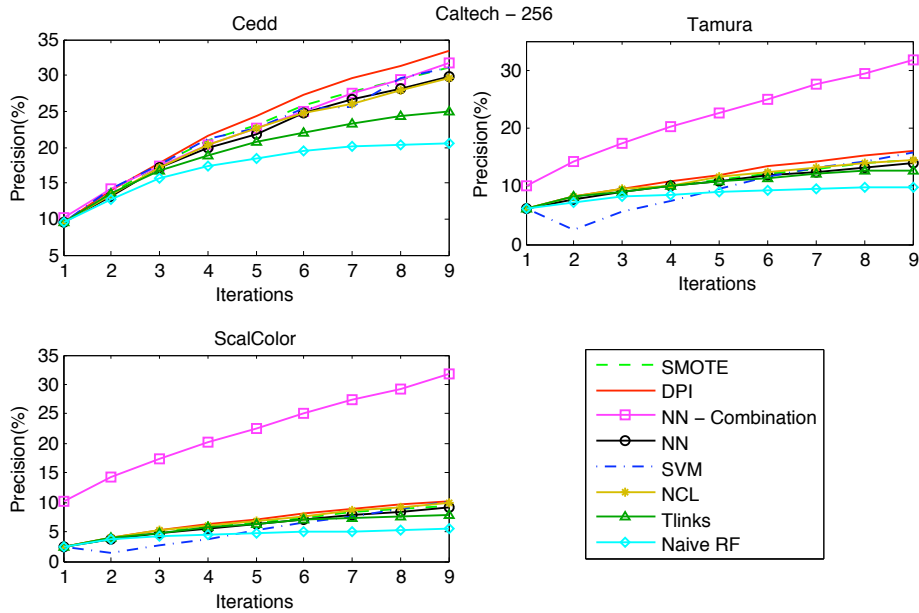 Caltech − 256
Cedd
Precision(%)
35
30
25
20
15
10
5
1 2 3 4 5 6 7 8 9
Iterations
Tamura
Precision(%)
30
20
10
0
1 2 3 4 5 6 7 8 9
Iterations
ScalColor
Precision(%)
35
30
25
20
15
10
5
0
1 2 3 4 5 6 7 8 9
Iterations
SMOTE
DPI
NN − Combination
NN
SVM
NCL
Tlinks
Naive RF